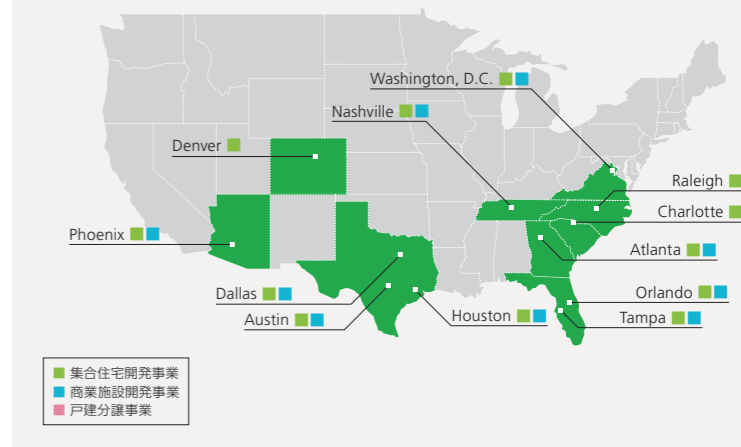 Washington, D.C.
Nashville
Denver
Raleigh
Charlotte
Phoenix
Atlanta
Dallas
Orlando
Austin
Houston
Tampa
集合住宅開発事業
商業施設開発事業
戸建分譲事業